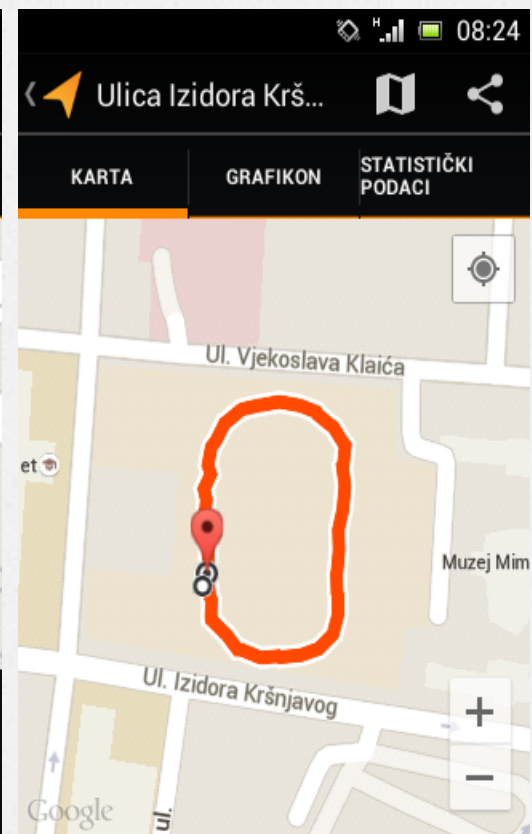 H 08:24
Ulica Izidora Krš...
KARTA
GRAFIKON
STATISTIČKI
PODACI
Ul. Vjekoslava Klaića
et
Muzej Mim
Ul. Izidora Kršnjavog
ul.
Google